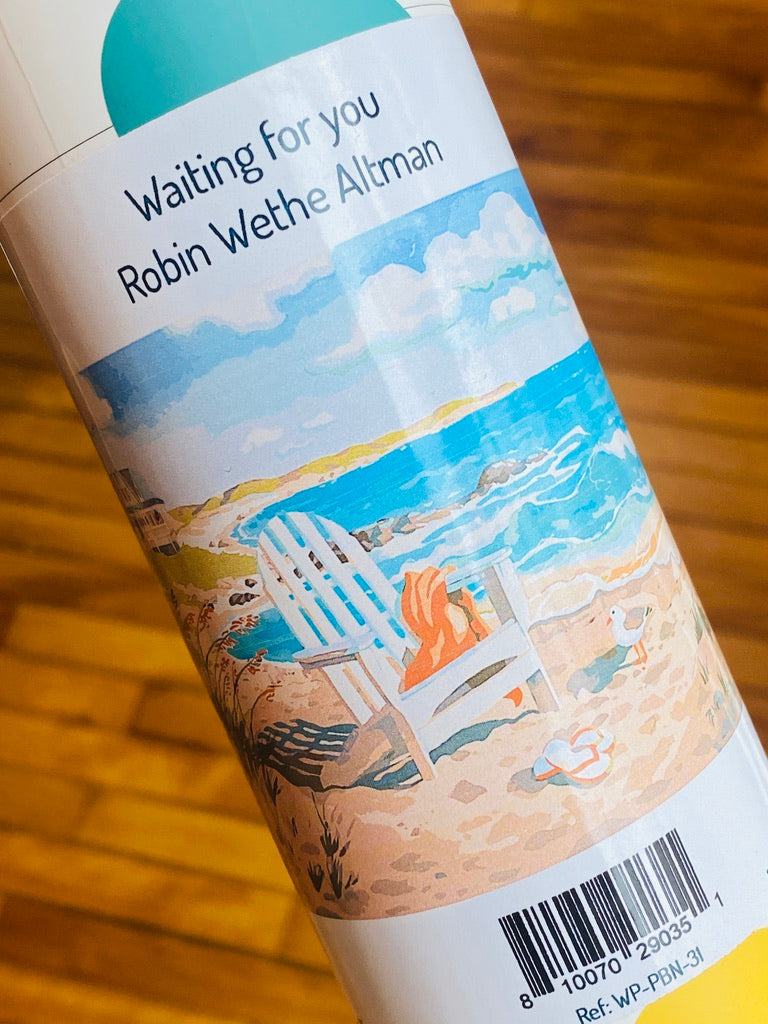 Waiting for you
Robin Wethe Altman
8 10070 29035 1
Ref: WP-PBN-31